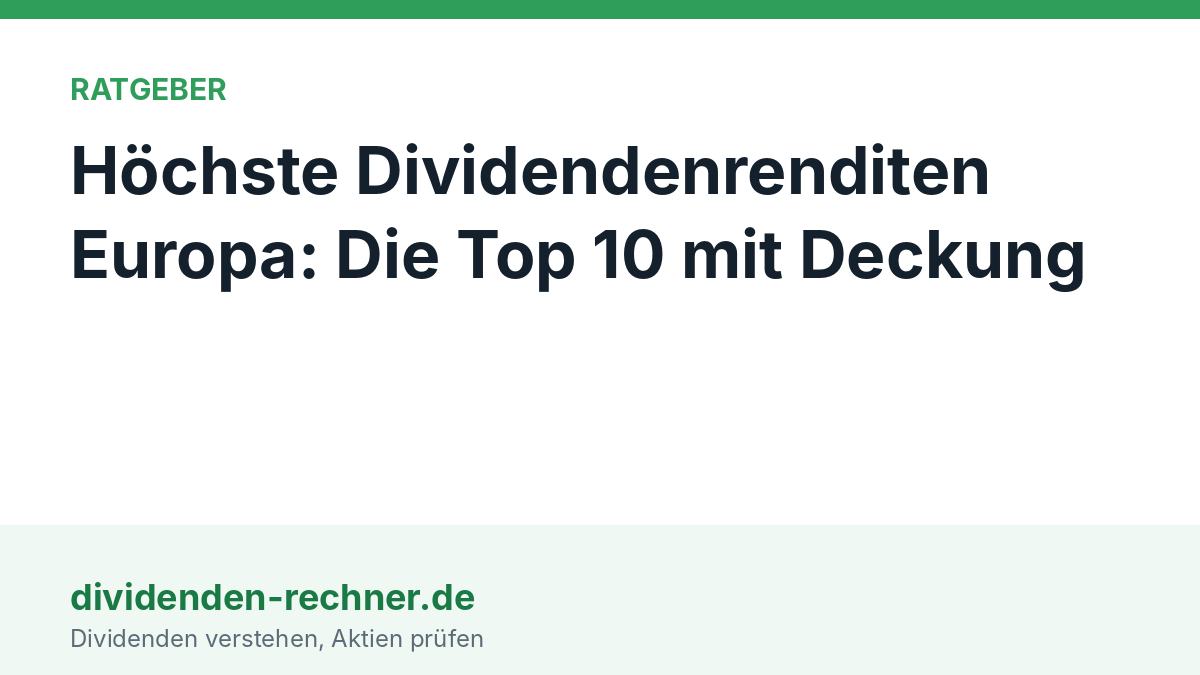 RATGEBER
Höchste Dividendenrenditen
Europa: Die Top 10 mit Deckung
dividenden-rechner.de
Dividenden verstehen, Aktien prüfen